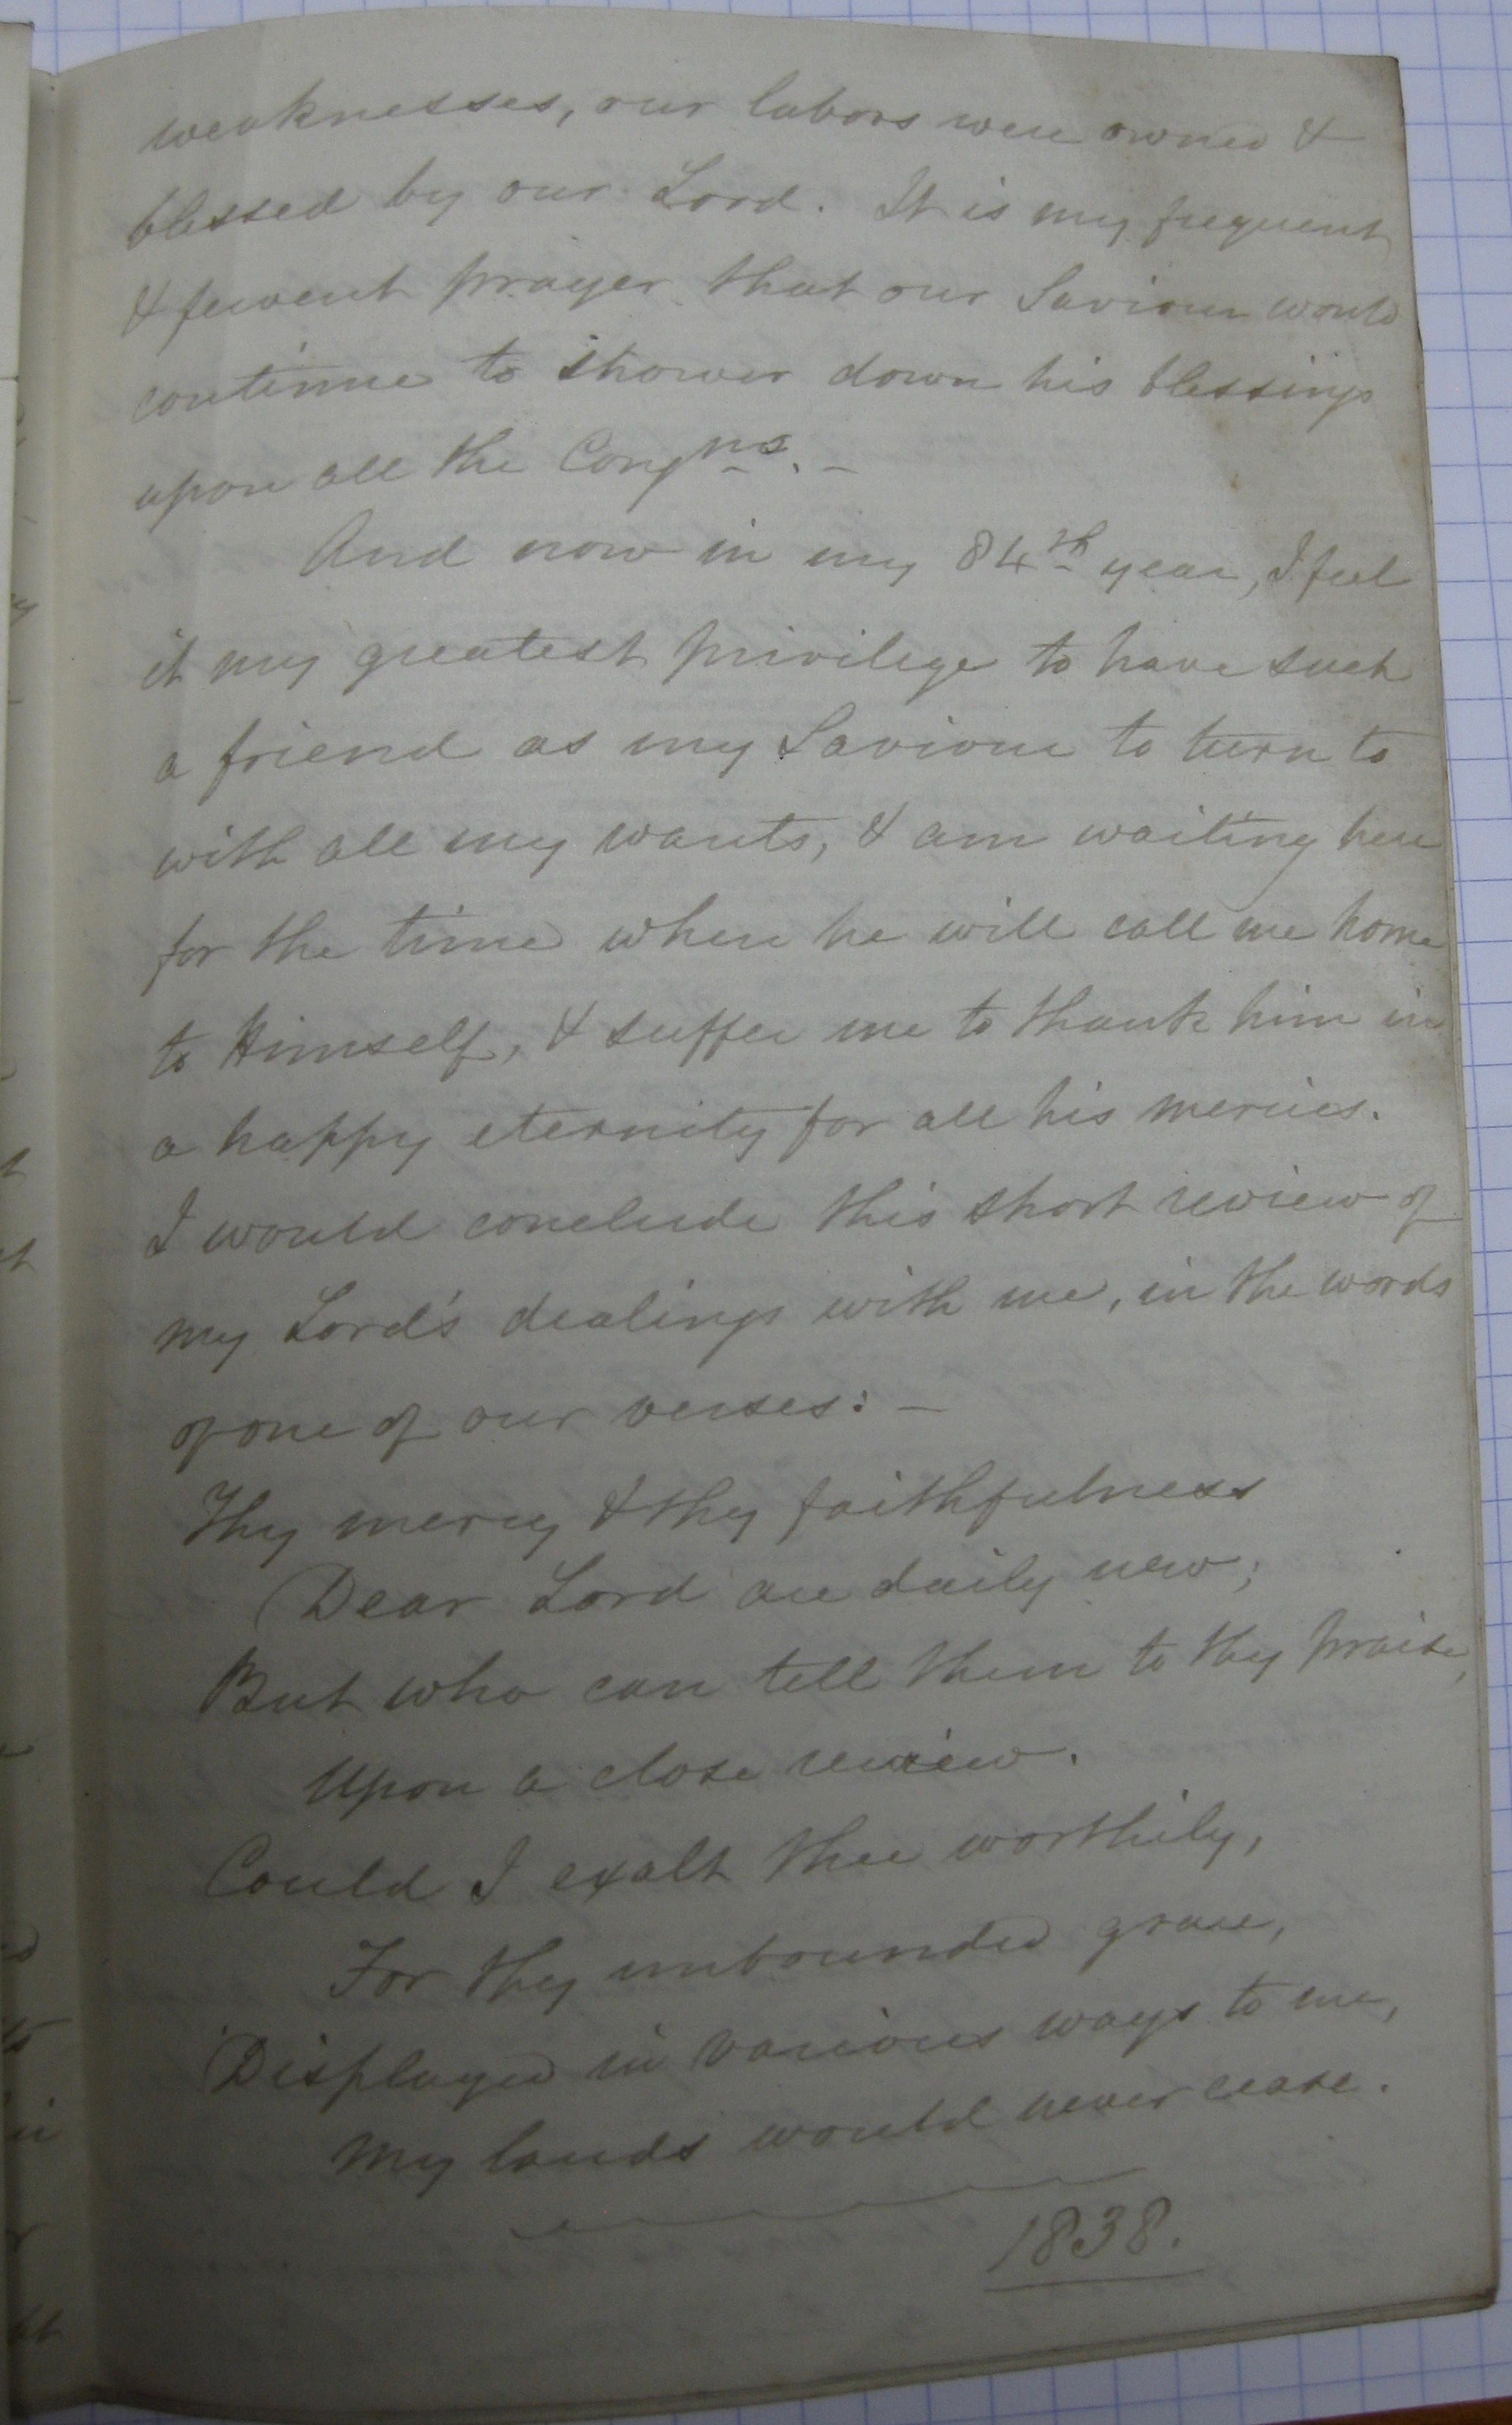 weaknesses, our labors were owned &
blessed by our Lord. It is my frequent
& fervent prayer that our Saviour would
continue to shower down his blessings
upon all the Congns. –
And now in my 84th year, I feel
it my greatest privilege to have such
a friend as my Saviour to turn to
with all my wants, & am waiting here
for the time when he will call me home
to Himself, & suffer me to thank him in
a happy eternity for all his mercies.
I would conclude this short review of
my Lord's dealings with me, in the words
of one of our verses: –
Thy mercy & thy faithfulness
Dear Lord are daily new;
But who can tell them to thy praise,
Upon a close review.
Could I exalt thee worthily,
For thy unbounded grace,
Displayed in various ways to me,
My lauds would never cease.
1838.